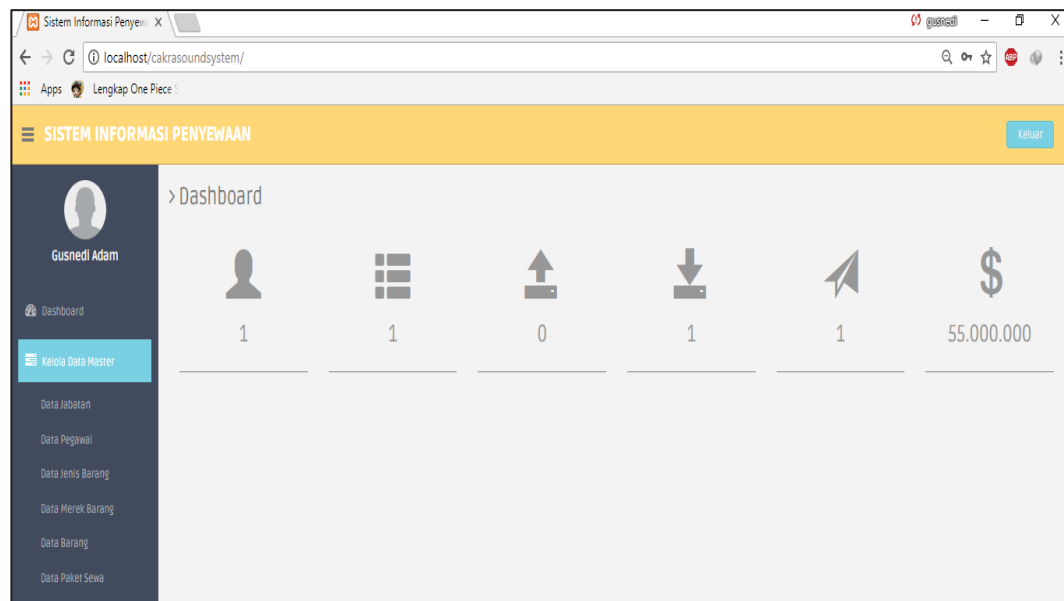 Sistem Informasi Penyew
gusnedi
localhost/cakrasoundsystem/
ABP
Apps Lengkap One Piece S
SISTEM INFORMASI PENYEWAAN
Keluar
Gusnedi Adam
Dashboard
Kelola Data Master
Data Jabatan
Data Pegawai
Data Jenis Barang
Data Merek Barang
Data Barang
Data Paket Sewa
> Dashboard
1 1 0 1 1 55.000.000